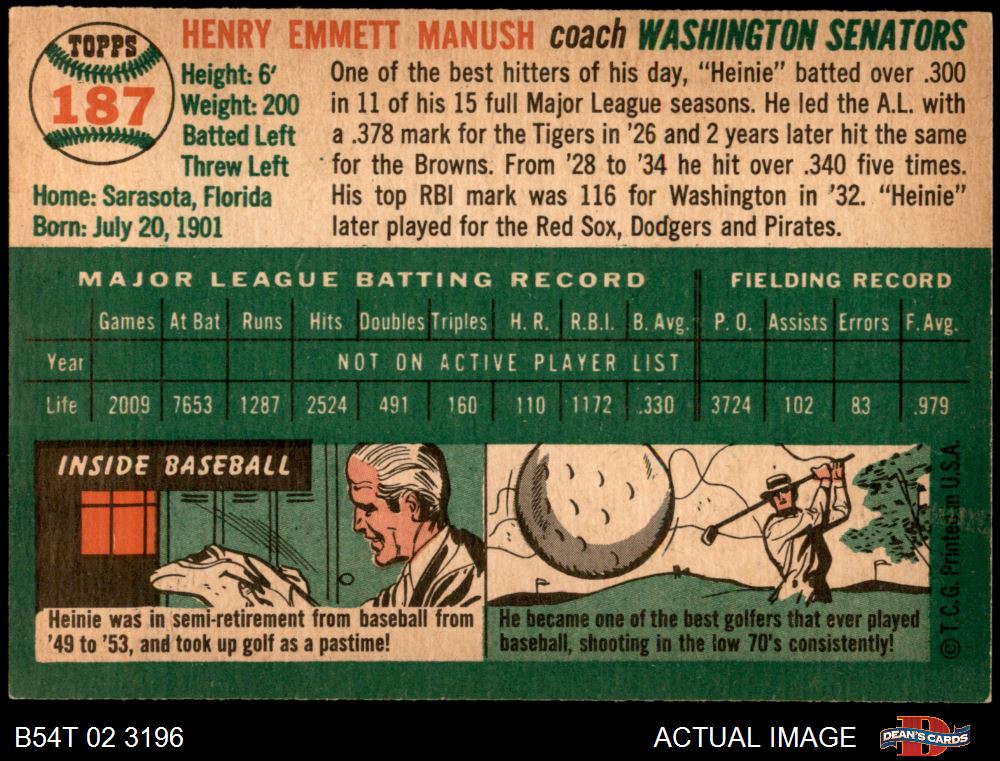 TOPPS
187
HENRY EMMETT MANUSH coach WASHINGTON SENATORS
Height: 6'
Weight: 200
Batted Left
Threw Left
Home: Sarasota, Florida
Born: July 20, 1901
One of the best hitters of his day, "Heinie" batted over .300
in 11 of his 15 full Major League seasons. He led the A.L. with
a .378 mark for the Tigers in '26 and 2 years later hit the same
for the Browns. From '28 to '34 he hit over .340 five times.
His top RBI mark was 116 for Washington in '32. "Heinie"
later played for the Red Sox, Dodgers and Pirates.
MAJOR LEAGUE BATTING RECORD FIELDING RECORD
Games At Bat Runs Hits Doubles Triples H. R. R.B.I. B. Avg. P. O. Assists Errors F. Avg.
Year NOT ON ACTIVE PLAYER LIST
Life 2009 7653 1287 2524 491 160 110 1172 .330 3724 102 83 .979
INSIDE BASEBALL
Heinie was in semi-retirement from baseball from
'49 to '53, and took up golf as a pastime!
He became one of the best golfers that ever played
baseball, shooting in the low 70's consistently!
© T.C.G. Printed in U.S.A.
B54T 02 3196
ACTUAL IMAGE
DEAN'S CARDS